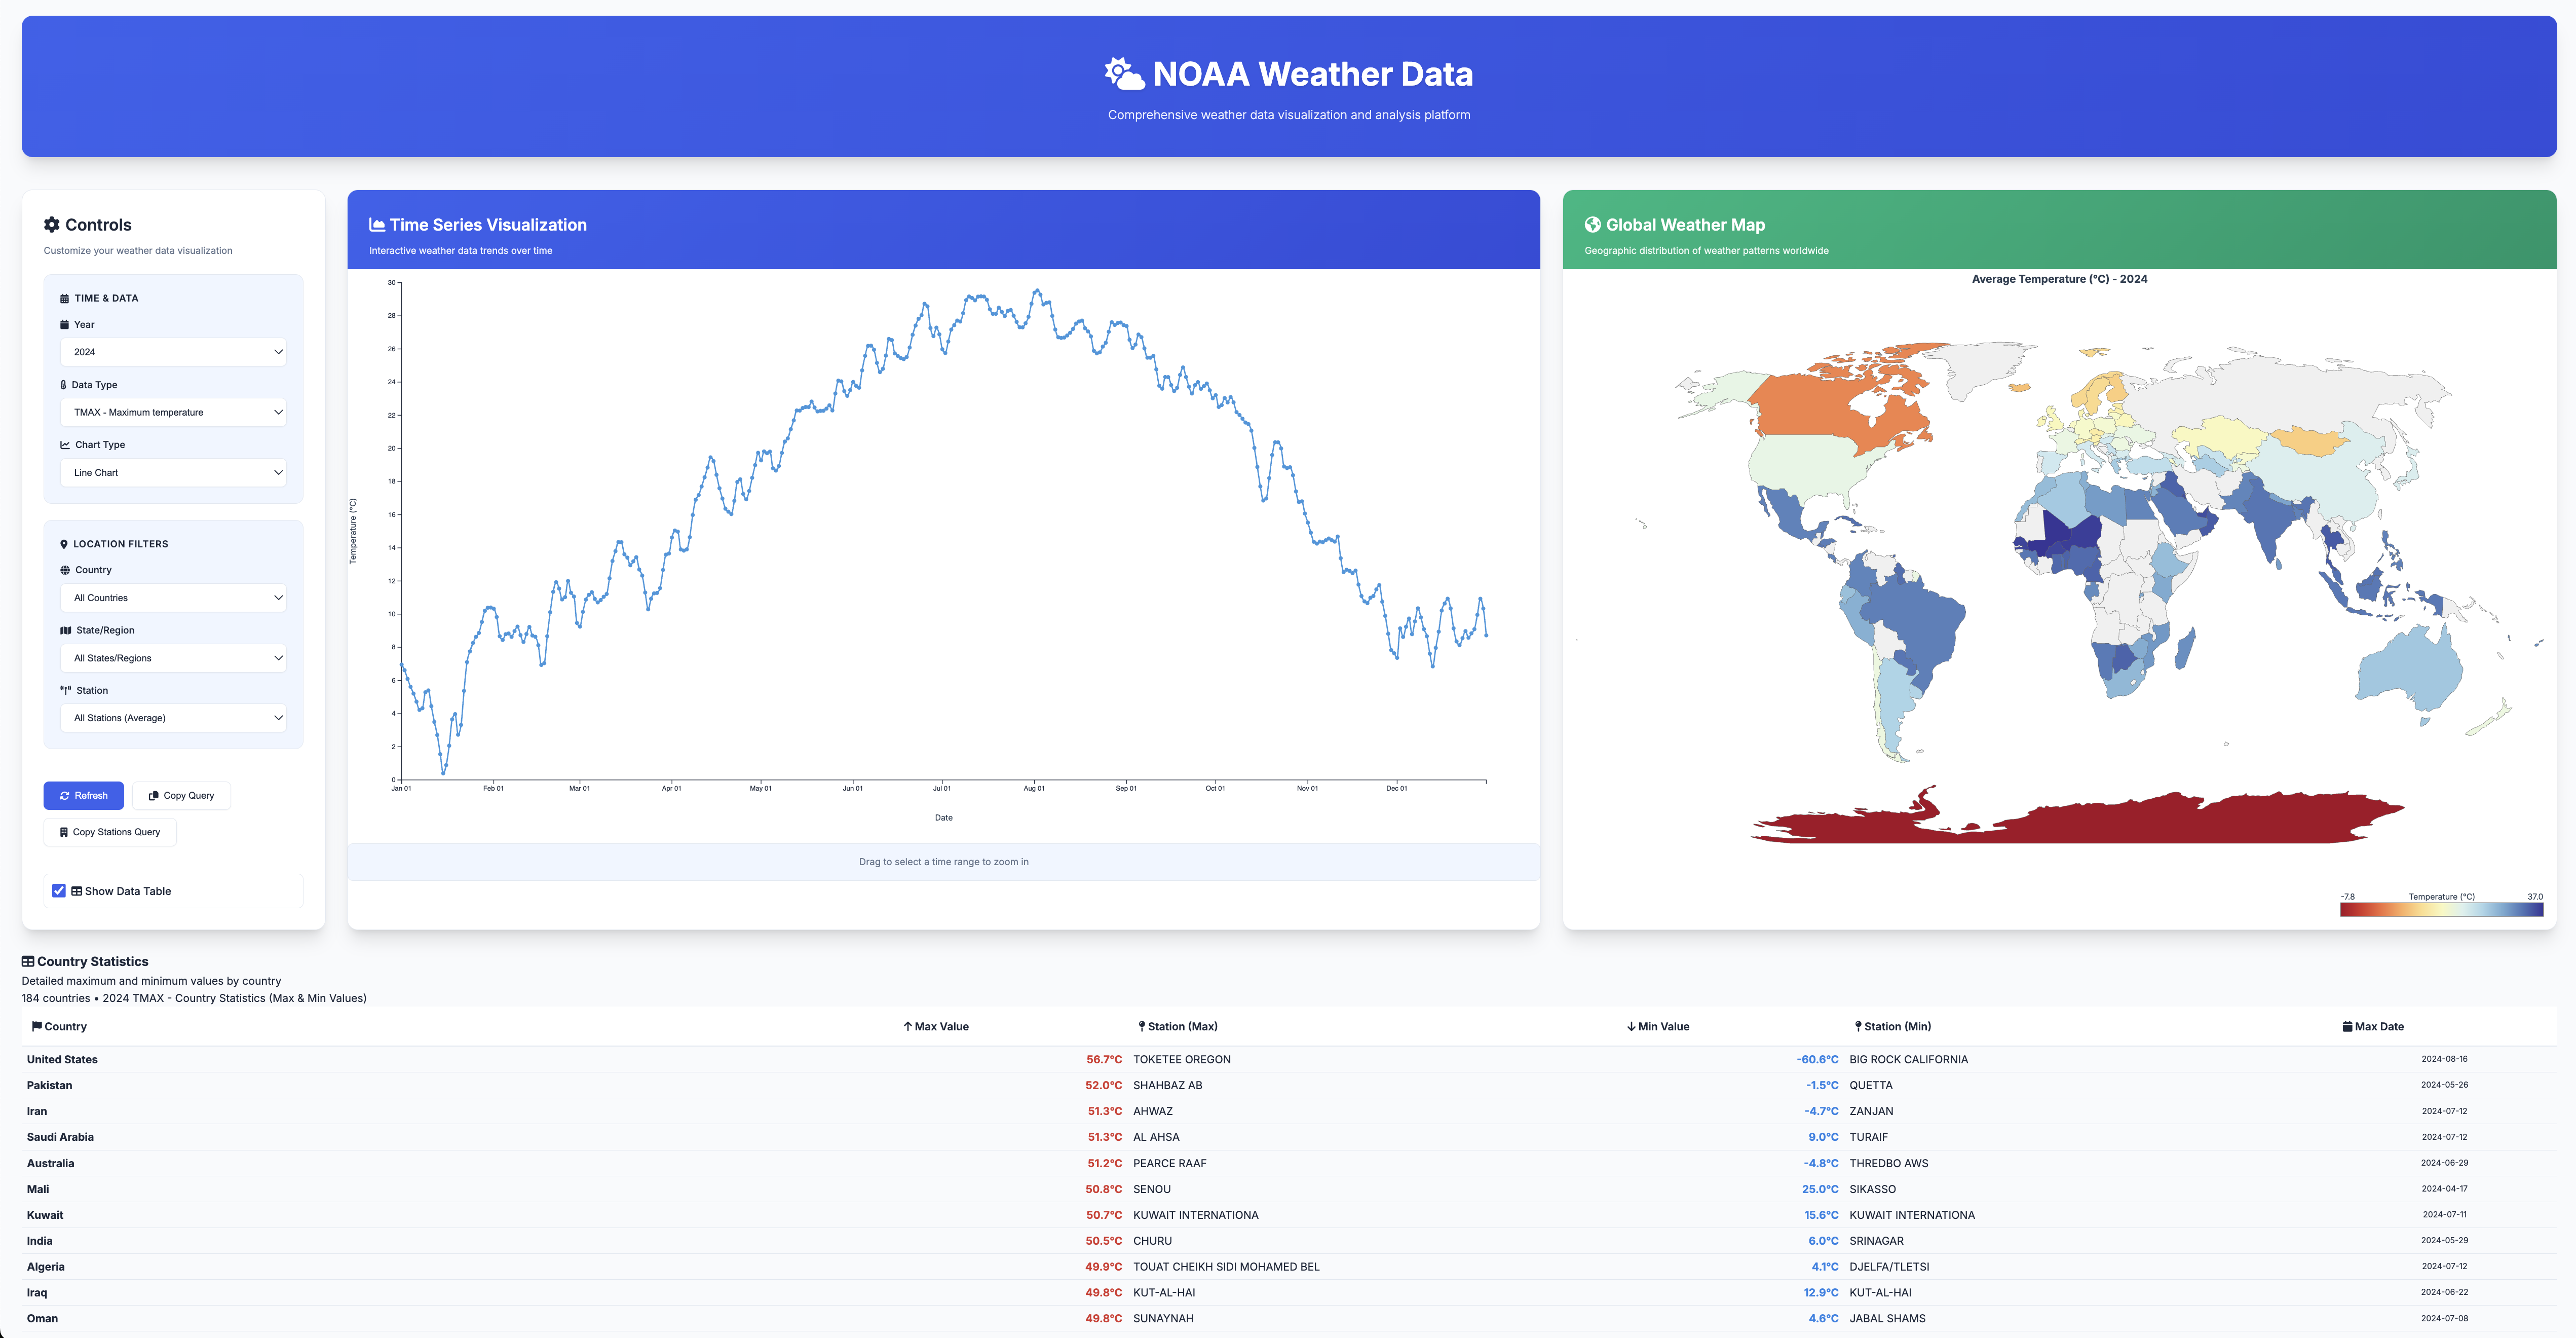 NOAA Weather Data
Comprehensive weather data visualization and analysis platform
Controls
Customize your weather data visualization
TIME & DATA
Year
2024
Data Type
TMAX - Maximum temperature
Chart Type
Line Chart
LOCATION FILTERS
Country
All Countries
State/Region
All States/Regions
Station
All Stations (Average)
Refresh
Copy Query
Copy Stations Query
Show Data Table
Time Series Visualization
Interactive weather data trends over time
30
28
26
24
22
20
18
16
14
12
10
8
6
4
2
0
Temperature (°C)
Jan 01 Feb 01 Mar 01 Apr 01 May 01 Jun 01 Jul 01 Aug 01 Sep 01 Oct 01 Nov 01 Dec 01
Date
Drag to select a time range to zoom in
Global Weather Map
Geographic distribution of weather patterns worldwide
Average Temperature (°C) - 2024
-7.8 Temperature (°C) 37.0
Country Statistics
Detailed maximum and minimum values by country
184 countries • 2024 TMAX - Country Statistics (Max & Min Values)
Country Max Value Station (Max) Min Value Station (Min) Max Date
United States 56.7°C TOKETEE OREGON -60.6°C BIG ROCK CALIFORNIA 2024-08-16
Pakistan 52.0°C SHAHBAZ AB -1.5°C QUETTA 2024-05-26
Iran 51.3°C AHWAZ -4.7°C ZANJAN 2024-07-12
Saudi Arabia 51.3°C AL AHSA 9.0°C TURAIF 2024-07-12
Australia 51.2°C PEARCE RAAF -4.8°C THREDBO AWS 2024-06-29
Mali 50.8°C SENOU 25.0°C SIKASSO 2024-04-17
Kuwait 50.7°C KUWAIT INTERNATIONA 15.6°C KUWAIT INTERNATIONA 2024-07-11
India 50.5°C CHURU 6.0°C SRINAGAR 2024-05-29
Algeria 49.9°C TOUAT CHEIKH SIDI MOHAMED BEL 4.1°C DJELFA/TLETSI 2024-07-12
Iraq 49.8°C KUT-AL-HAI 12.9°C KUT-AL-HAI 2024-06-22
Oman 49.8°C SUNAYNAH 4.6°C JABAL SHAMS 2024-07-08